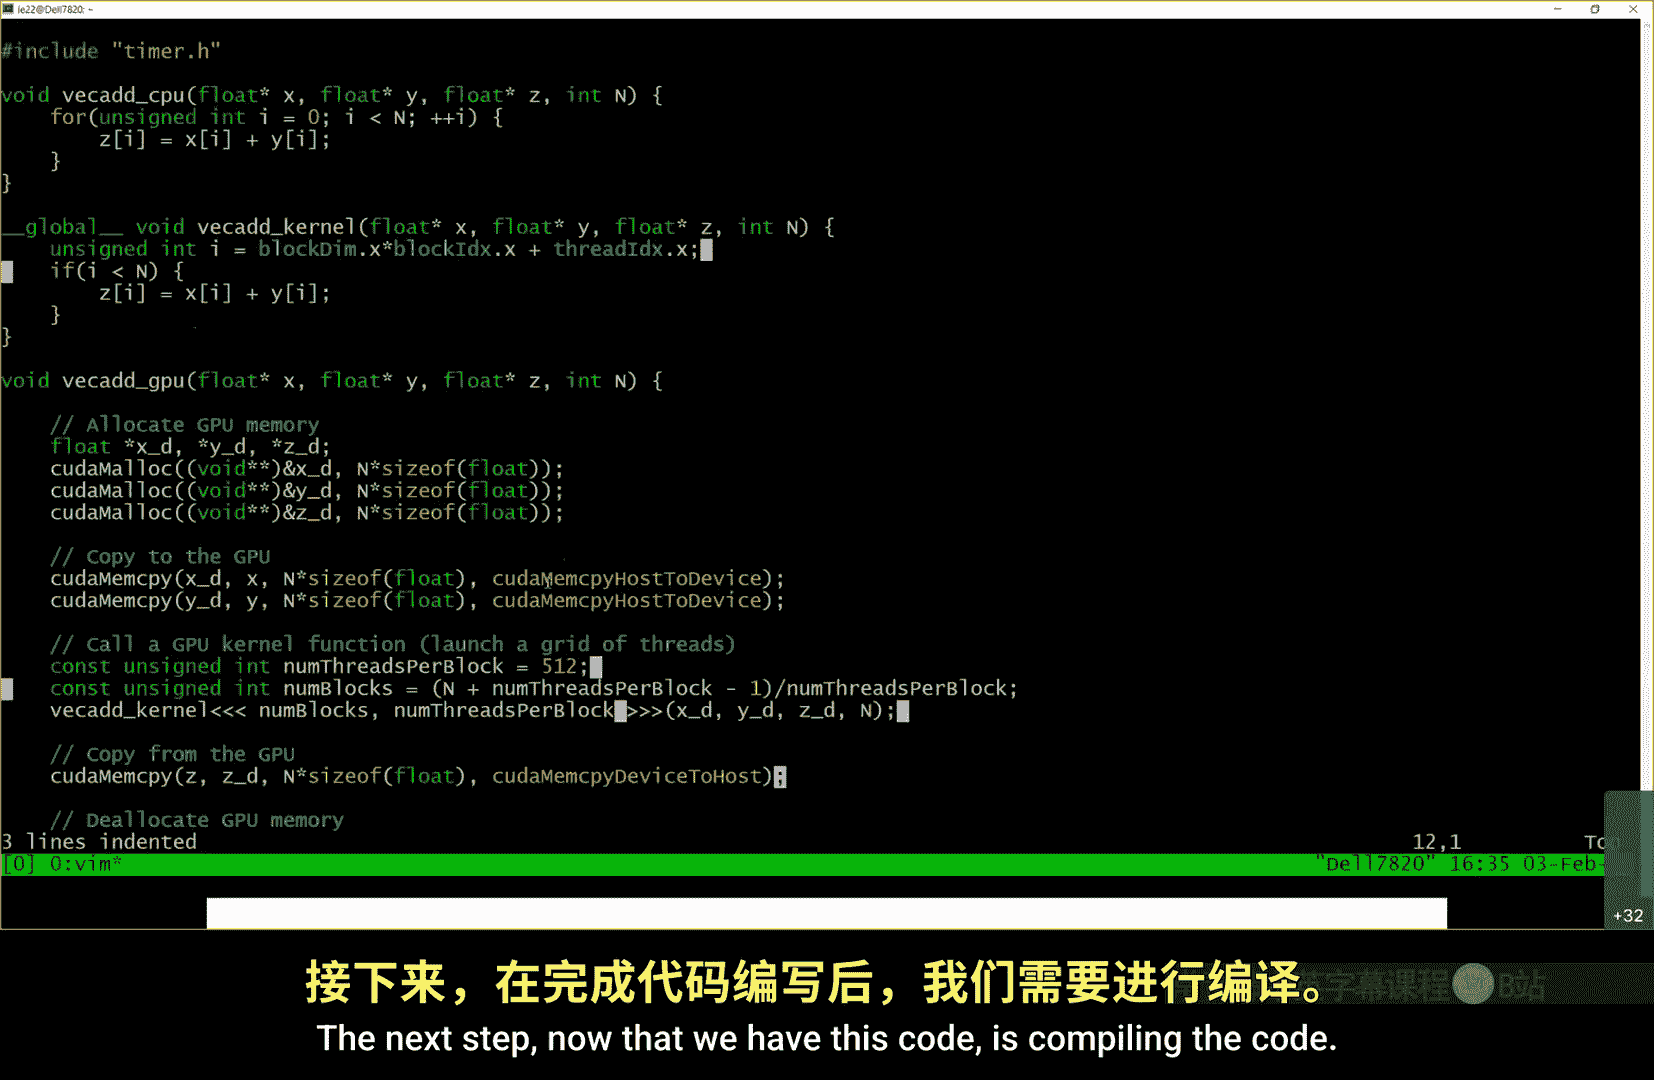 ie22@Dell7820: ~
#include "timer.h"
void vecadd_cpu(float* x, float* y, float* z, int N) {
    for(unsigned int i = 0; i < N; ++i) {
        z[i] = x[i] + y[i];
    }
}
__global__ void vecadd_kernel(float* x, float* y, float* z, int N) {
    unsigned int i = blockDim.x*blockIdx.x + threadIdx.x;
    if(i < N) {
        z[i] = x[i] + y[i];
    }
}
void vecadd_gpu(float* x, float* y, float* z, int N) {
    // Allocate GPU memory
    float *x_d, *y_d, *z_d;
    cudaMalloc((void**)&x_d, N*sizeof(float));
    cudaMalloc((void**)&y_d, N*sizeof(float));
    cudaMalloc((void**)&z_d, N*sizeof(float));
    // Copy to the GPU
    cudaMemcpy(x_d, x, N*sizeof(float), cudaMemcpyHostToDevice);
    cudaMemcpy(y_d, y, N*sizeof(float), cudaMemcpyHostToDevice);
    // Call a GPU kernel function (launch a grid of threads)
    const unsigned int numThreadsPerBlock = 512;
    const unsigned int numBlocks = (N + numThreadsPerBlock - 1)/numThreadsPerBlock;
    vecadd_kernel<<< numBlocks, numThreadsPerBlock >>>(x_d, y_d, z_d, N);
    // Copy from the GPU
    cudaMemcpy(z, z_d, N*sizeof(float), cudaMemcpyDeviceToHost);
    // Deallocate GPU memory
3 lines indented 12,1 To
[0] 0:vim* "Dell7820" 16:35 03-Feb-
+32
接下来，在完成代码编写后，我们需要进行编译。
字幕课程 B站
The next step, now that we have this code, is compiling the code.